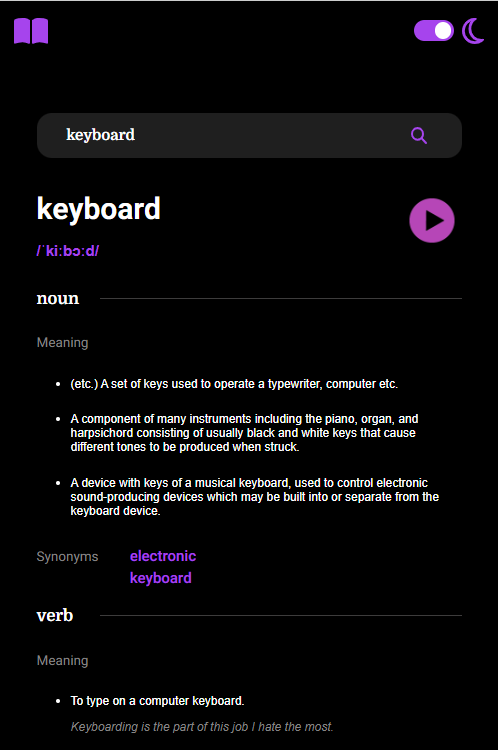 keyboard
keyboard
/ˈkiːbɔːd/
noun
Meaning
• (etc.) A set of keys used to operate a typewriter, computer etc.
• A component of many instruments including the piano, organ, and
harpsichord consisting of usually black and white keys that cause
different tones to be produced when struck.
• A device with keys of a musical keyboard, used to control electronic
sound-producing devices which may be built into or separate from the
keyboard device.
Synonyms electronic
keyboard
verb
Meaning
• To type on a computer keyboard.
Keyboarding is the part of this job I hate the most.